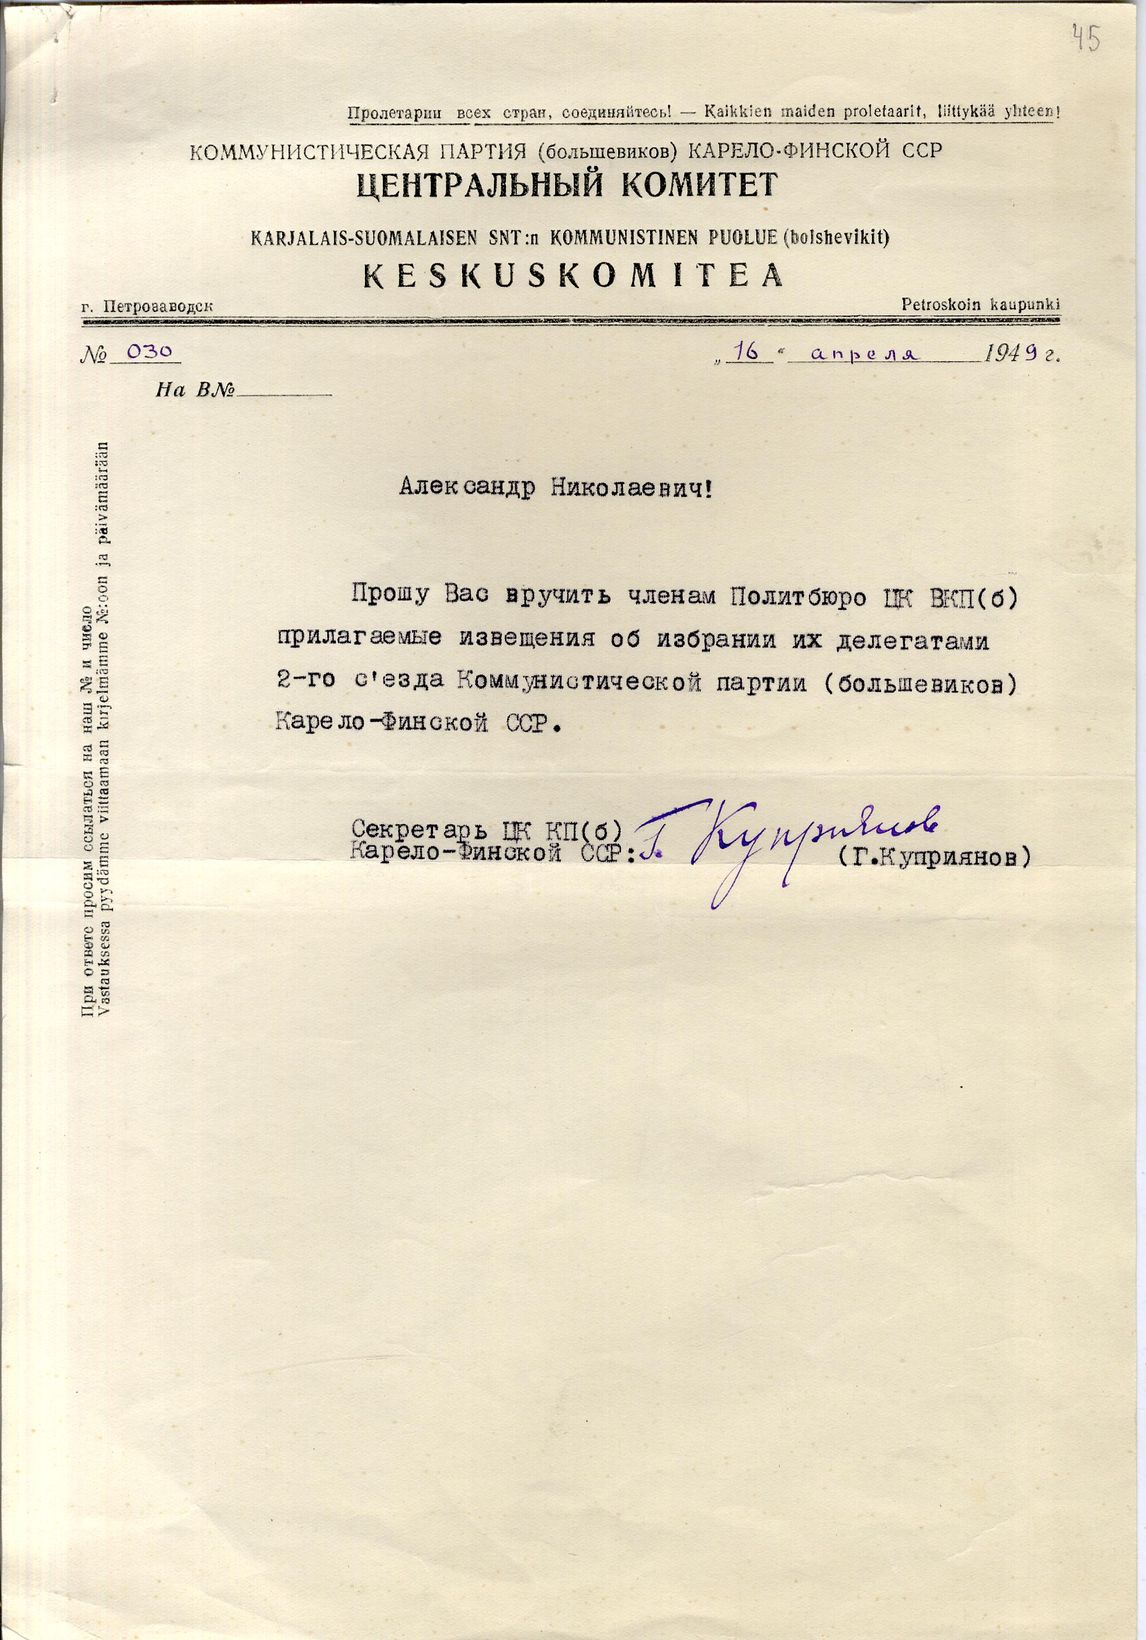 45
Пролетарии всех стран, соединяйтесь! — Kaikkien maiden proletaarit, liittykää yhteen!
КОММУНИСТИЧЕСКАЯ ПАРТИЯ (большевиков) КАРЕЛО-ФИНСКОЙ ССР
ЦЕНТРАЛЬНЫЙ КОМИТЕТ
KARJALAIS-SUOMALAISEN SNT:n KOMMUNISTINEN PUOLUE (bolshevikit)
KESKUSKOMITEA
г. Петрозаводск Petroskoin kaupunki
№ 030 „16“ апреля 1949 г.
На В.№
Александр Николаевич!
Прошу Вас вручить членам Политбюро ЦК ВКП(б)
прилагаемые извещения об избрании их делегатами
2-го с'езда Коммунистической партии (большевиков)
Карело-Финской ССР.
Секретарь ЦК КП(б)
Карело-Финской ССР: Г. Куприянов (Г.Куприянов)
При ответе просим ссылаться на наш № и число
Vastauksessa pyydämme viittaamaan kirjelmämme №:oon ja päivämäärään